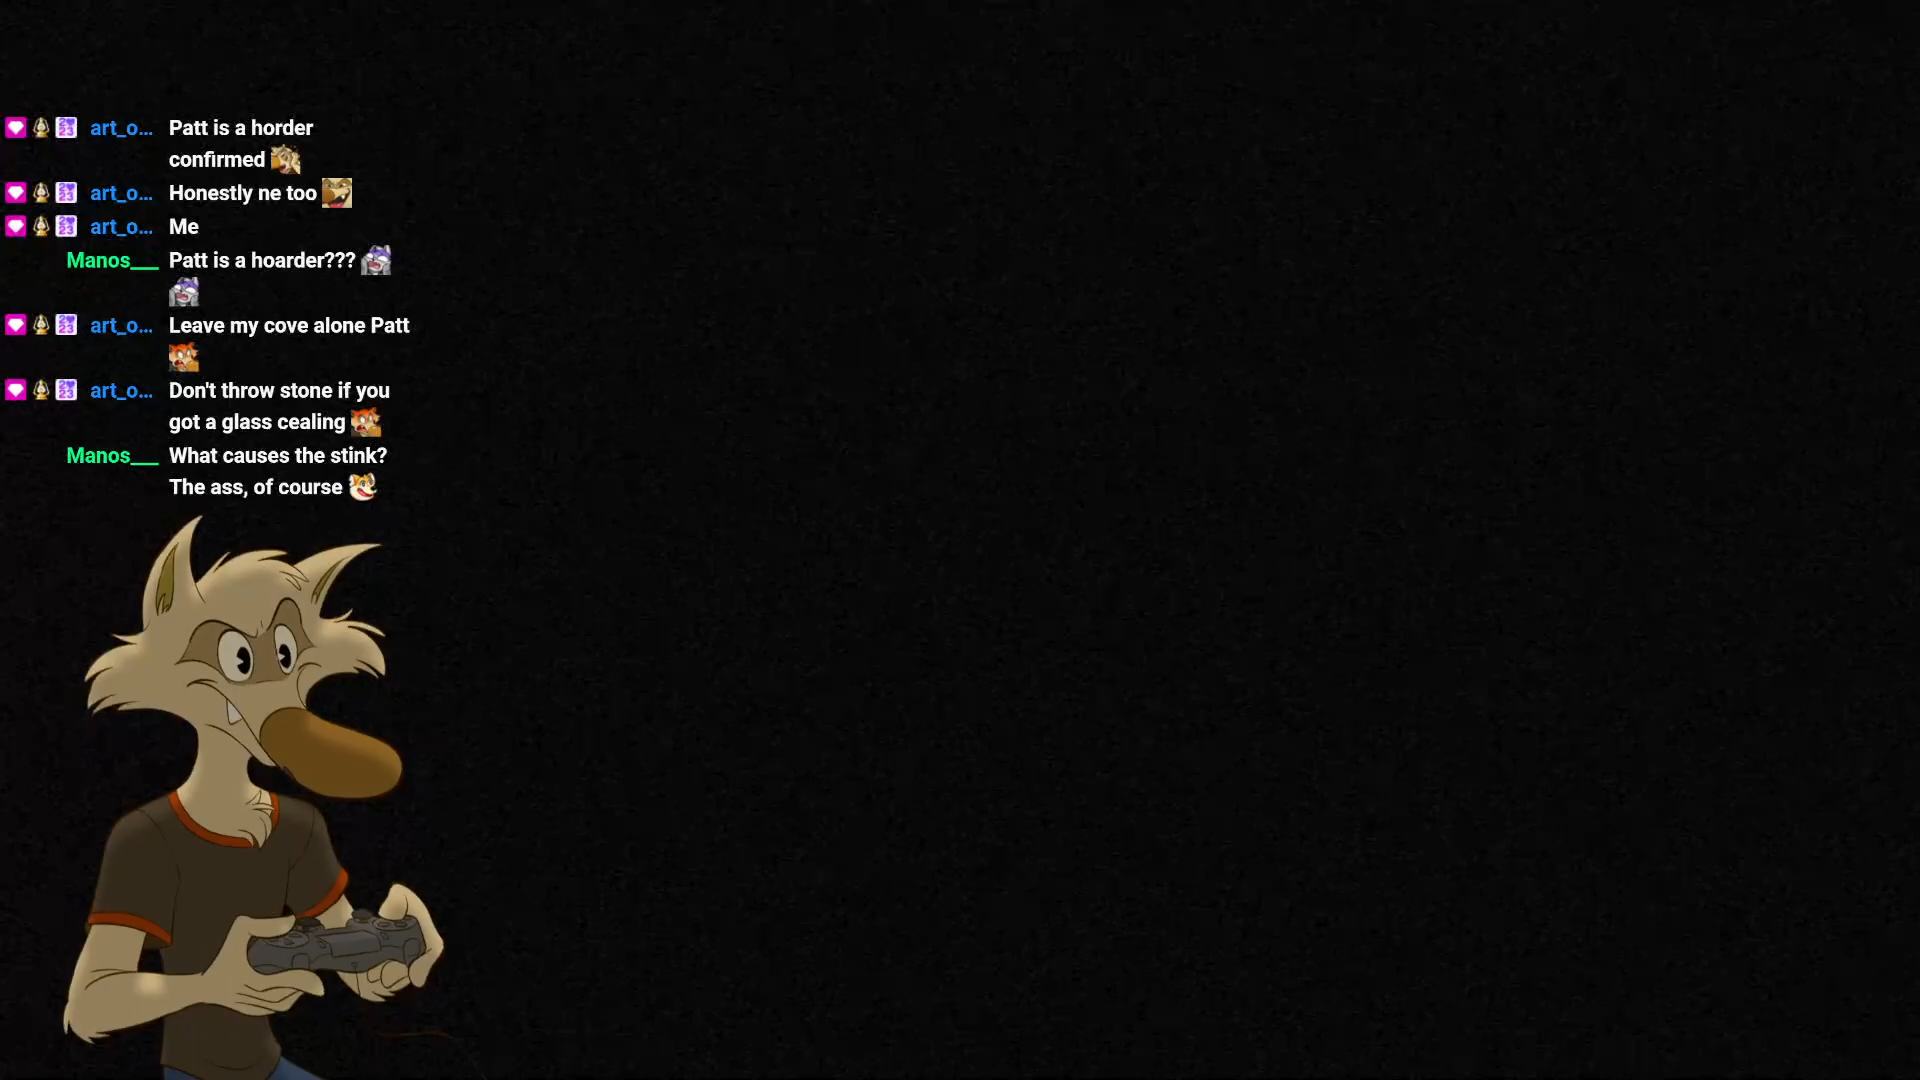 art_o... Patt is a horder
confirmed
art_o... Honestly ne too
art_o... Me
Manos___ Patt is a hoarder???
art_o... Leave my cove alone Patt
art_o... Don't throw stone if you
got a glass cealing
Manos___ What causes the stink?
The ass, of course